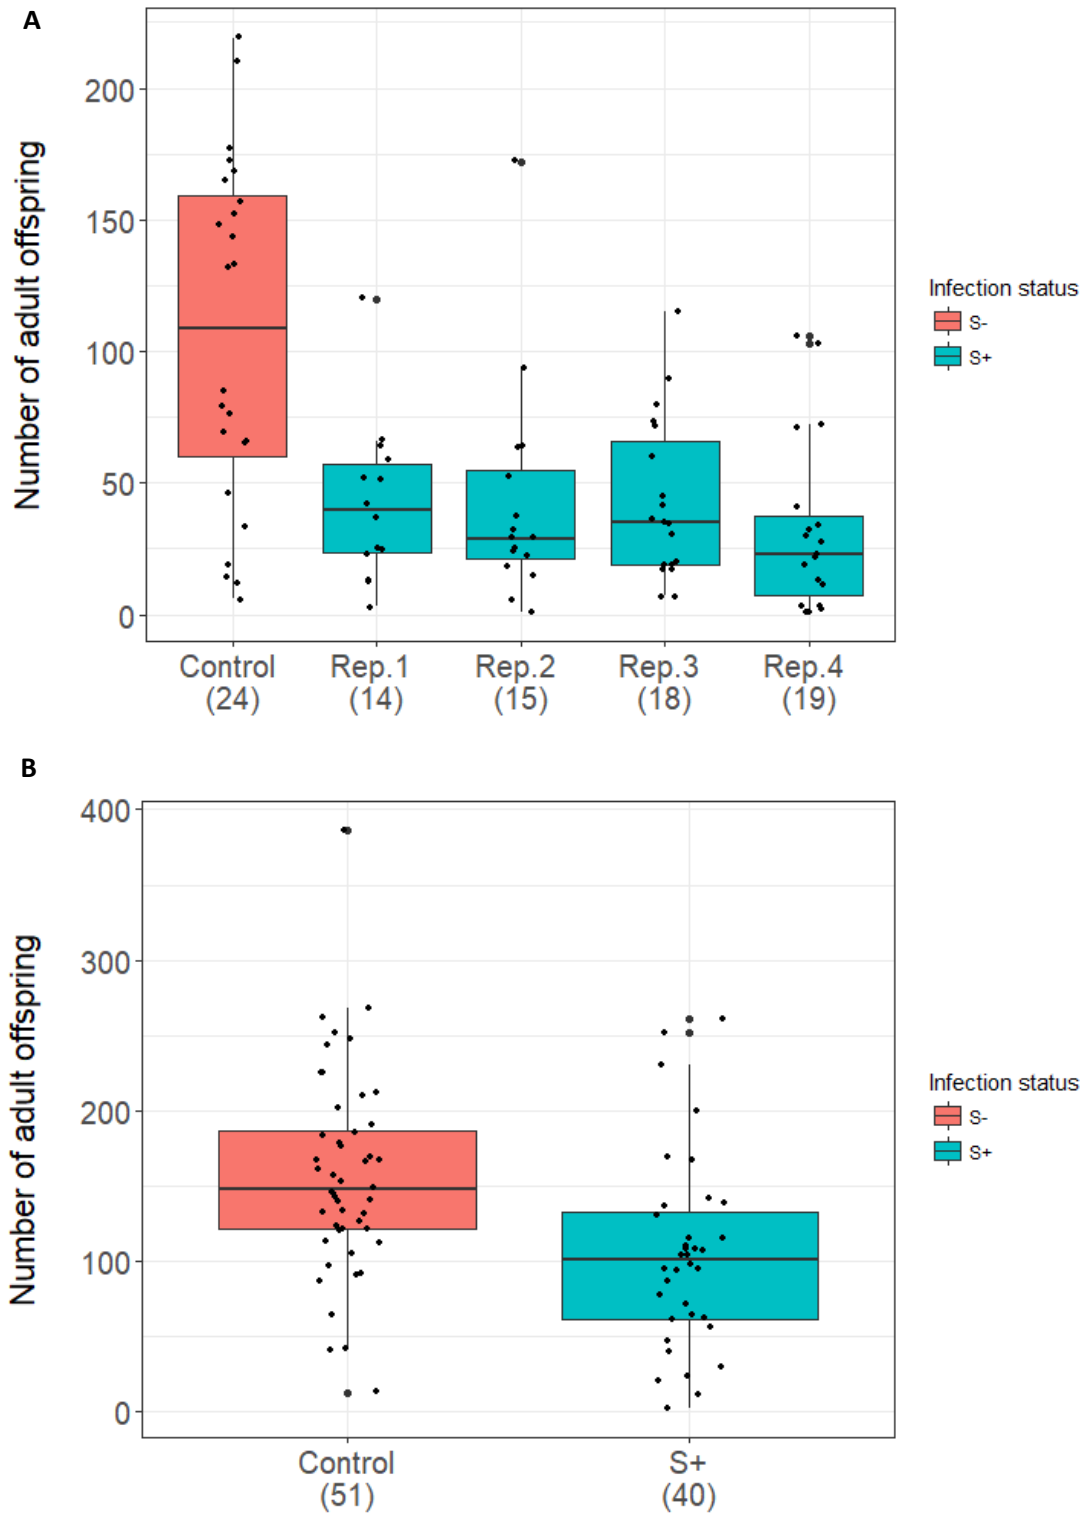 A
Number of adult offspring
200
150
100
50
0
Control
(24)
Rep.1
(14)
Rep.2
(15)
Rep.3
(18)
Rep.4
(19)
Infection status
S-
S+
B
Number of adult offspring
400
300
200
100
0
Control
(51)
S+
(40)
Infection status
S-
S+